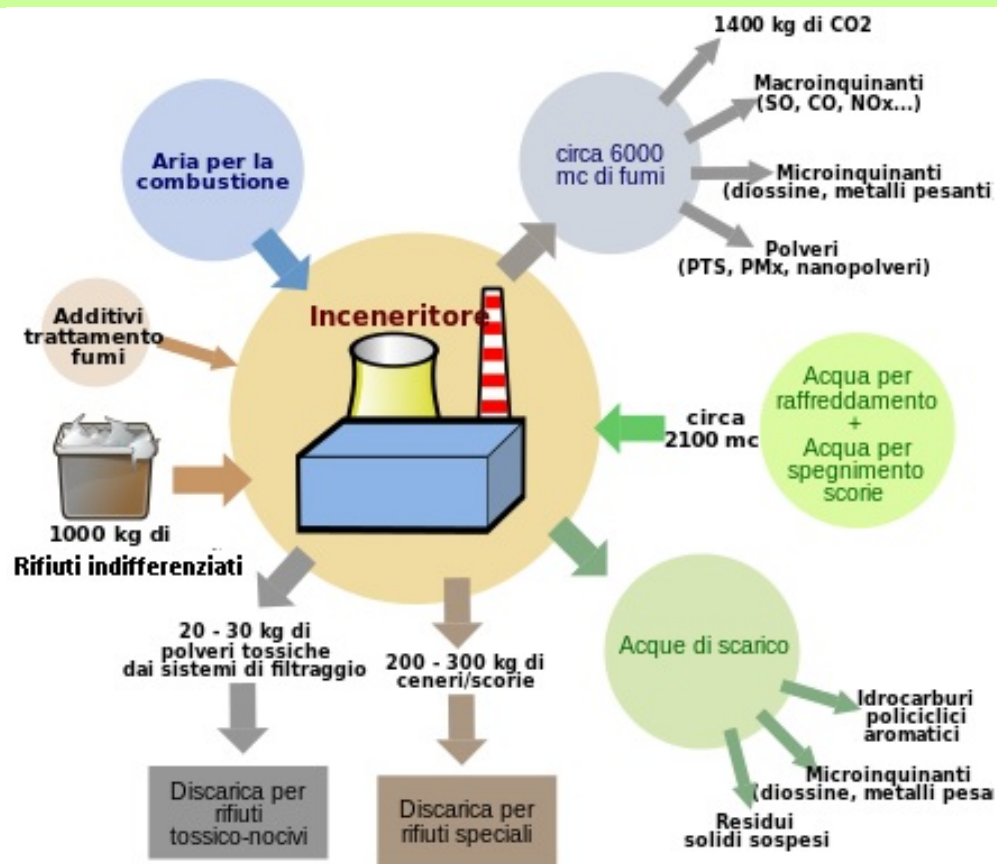 1400 kg di CO2
Macroinquinanti
(SO, CO, NOx...)
Aria per la
combustione
circa 6000
mc di fumi
Microinquinanti
(diossine, metalli pesanti)
Polveri
(PTS, PMx, nanopolveri)
Additivi
trattamento
fumi
Inceneritore
Acqua per
raffreddamento
+
Acqua per
spegnimento
scorie
circa
2100 mc
1000 kg di
Rifiuti indifferenziati
20 - 30 kg di
polveri tossiche
dai sistemi di filtraggio
200 - 300 kg di
ceneri/scorie
Acque di scarico
Idrocarburi
policiclici
aromatici
Microinquinanti
(diossine, metalli pesa
Residui
solidi sospesi
Discarica per
rifiuti
tossico-nocivi
Discarica per
rifiuti speciali